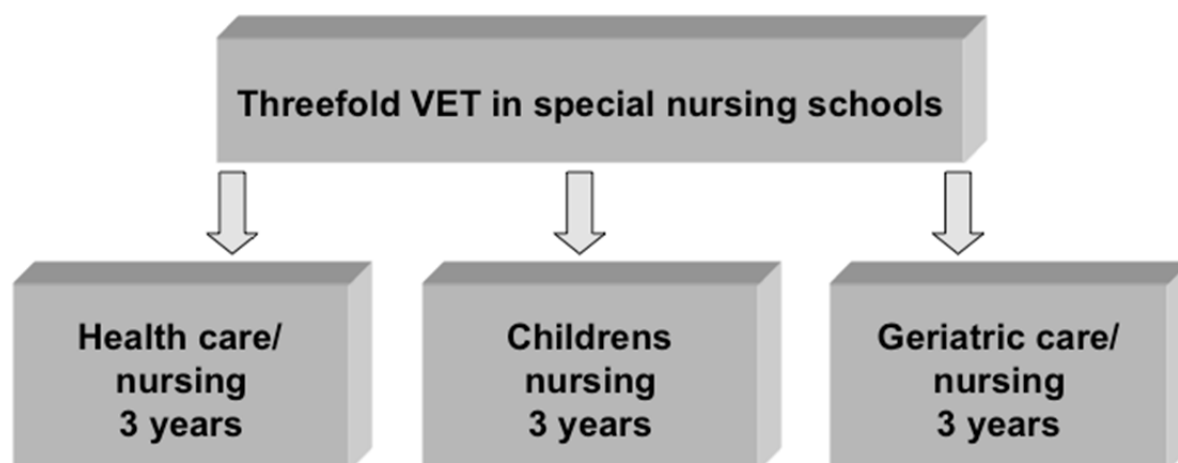 Threefold VET in special nursing schools
Health care/
nursing
3 years
Childrens
nursing
3 years
Geriatric care/
nursing
3 years